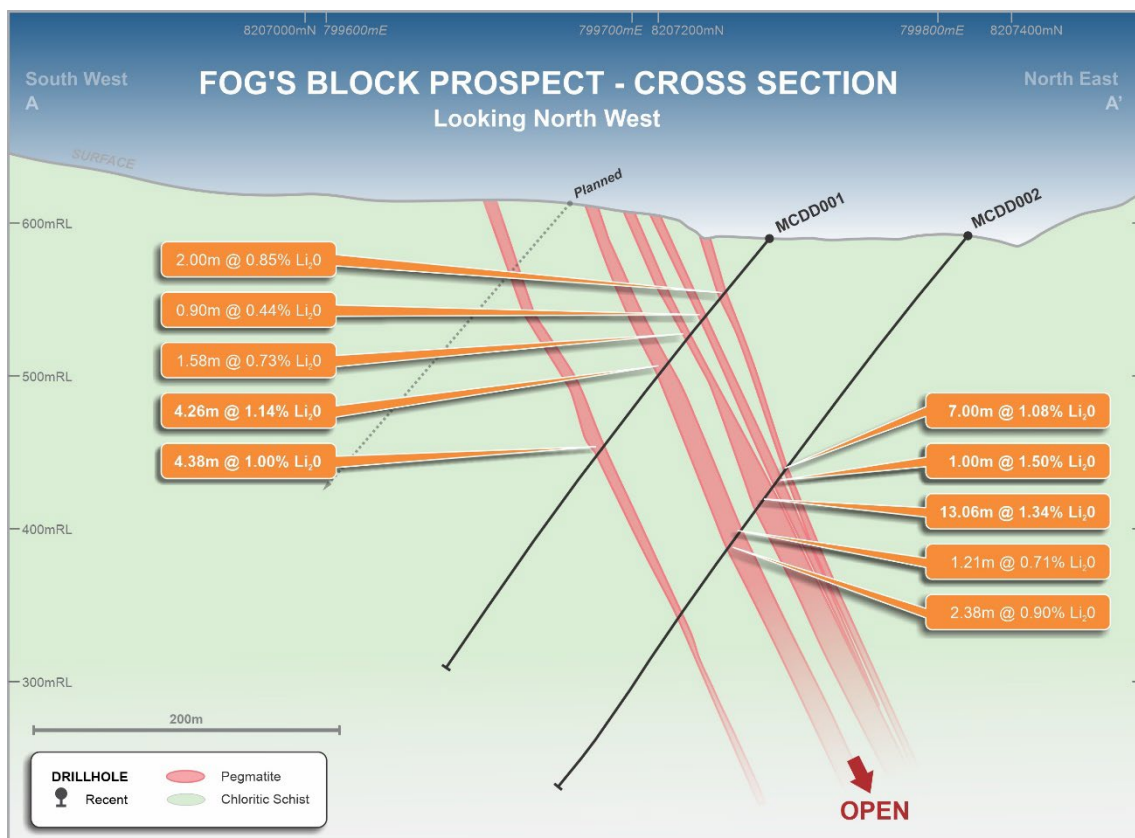 8207000mN 799600mE 799700mE 8207200mN 799800mE 8207400mN
South West
A
FOG'S BLOCK PROSPECT - CROSS SECTION
Looking North West
North East
A'
SURFACE
Planned
MCDD001
MCDD002
600mRL
500mRL
400mRL
300mRL
2.00m @ 0.85% Li₂0
0.90m @ 0.44% Li₂0
1.58m @ 0.73% Li₂0
4.26m @ 1.14% Li₂0
4.38m @ 1.00% Li₂0
7.00m @ 1.08% Li₂0
1.00m @ 1.50% Li₂0
13.06m @ 1.34% Li₂0
1.21m @ 0.71% Li₂0
2.38m @ 0.90% Li₂0
200m
DRILLHOLE
Recent
Pegmatite
Chloritic Schist
OPEN